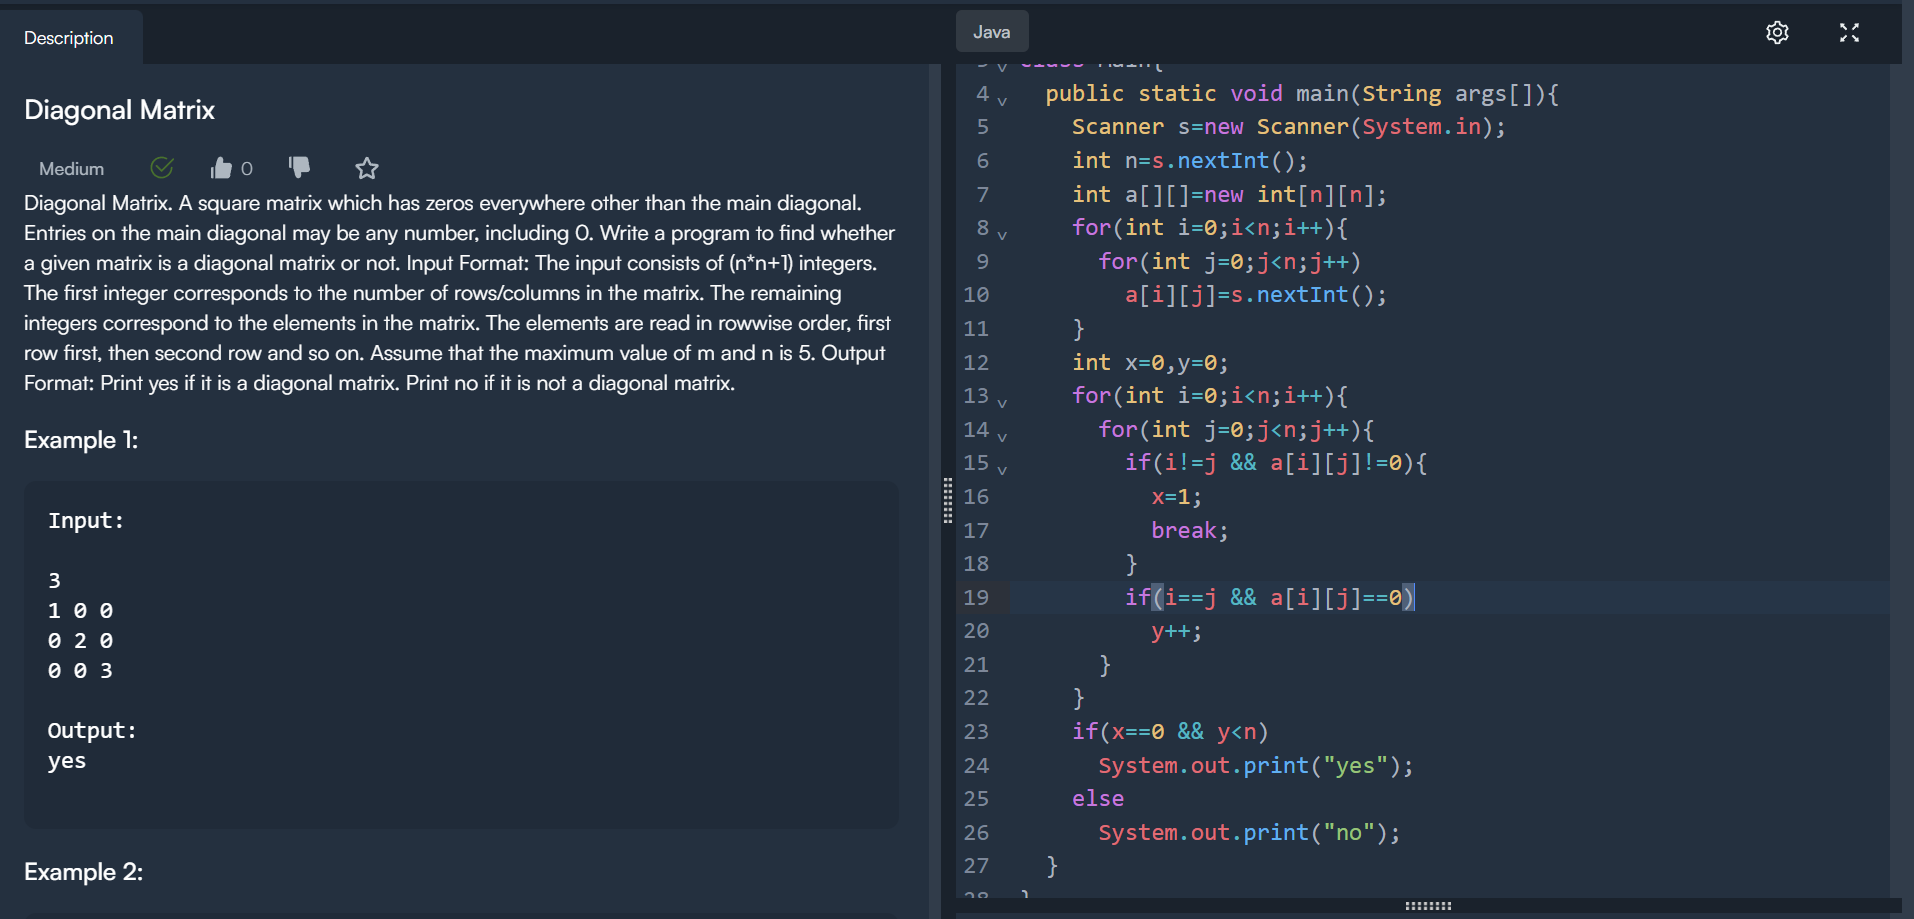 Description
Diagonal Matrix
Medium 0
Diagonal Matrix. A square matrix which has zeros everywhere other than the main diagonal.
Entries on the main diagonal may be any number, including 0. Write a program to find whether
a given matrix is a diagonal matrix or not. Input Format: The input consists of (n*n+1) integers.
The first integer corresponds to the number of rows/columns in the matrix. The remaining
integers correspond to the elements in the matrix. The elements are read in rowwise order, first
row first, then second row and so on. Assume that the maximum value of m and n is 5. Output
Format: Print yes if it is a diagonal matrix. Print no if it is not a diagonal matrix.
Example 1:
Input:
3
1 0 0
0 2 0
0 0 3
Output:
yes
Example 2:
Java
3 class Main{
4 public static void main(String args[]){
5 Scanner s=new Scanner(System.in);
6 int n=s.nextInt();
7 int a[][]=new int[n][n];
8 for(int i=0;i<n;i++){
9 for(int j=0;j<n;j++)
10 a[i][j]=s.nextInt();
11 }
12 int x=0,y=0;
13 for(int i=0;i<n;i++){
14 for(int j=0;j<n;j++){
15 if(i!=j && a[i][j]!=0){
16 x=1;
17 break;
18 }
19 if(i==j && a[i][j]==0)
20 y++;
21 }
22 }
23 if(x==0 && y<n)
24 System.out.print("yes");
25 else
26 System.out.print("no");
27 }
28 }